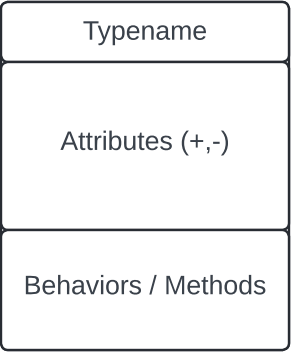 Typename
Attributes (+,-)
Behaviors / Methods